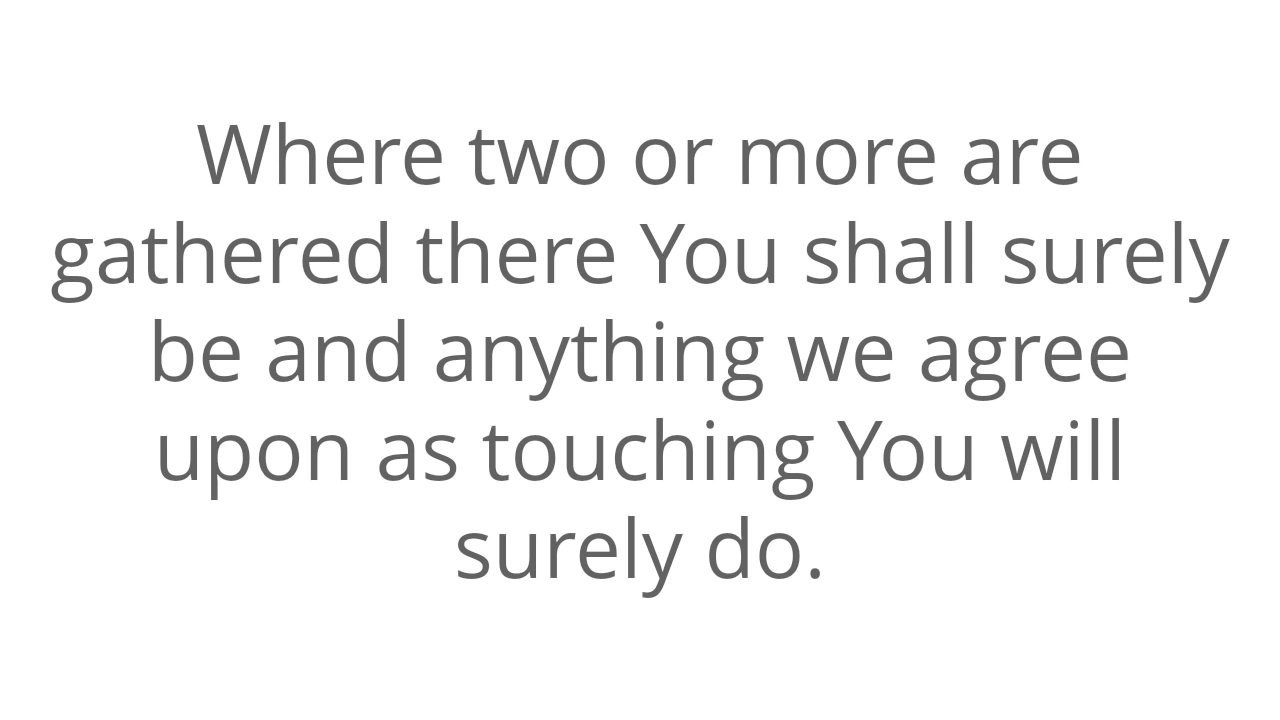 Where two or more are
gathered there You shall surely
be and anything we agree
upon as touching You will
surely do.